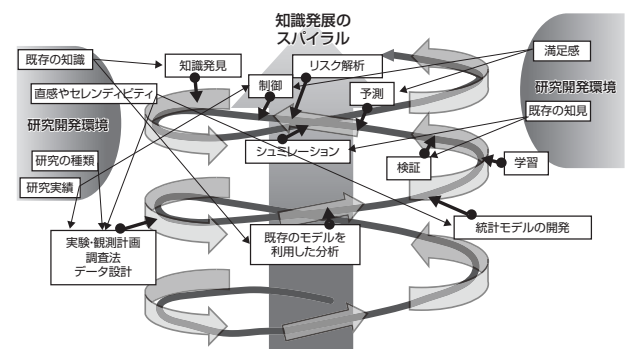 知識発展の
スパイラル
既存の知識
知識発見
リスク解析
満足感
制御
直感やセレンディピティ
予測
研究開発環境
既存の知見
研究開発環境
シュミレーション
研究の種類
検証
学習
研究実績
実験・観測計画
調査法
データ設計
既存のモデルを
利用した分析
統計モデルの開発